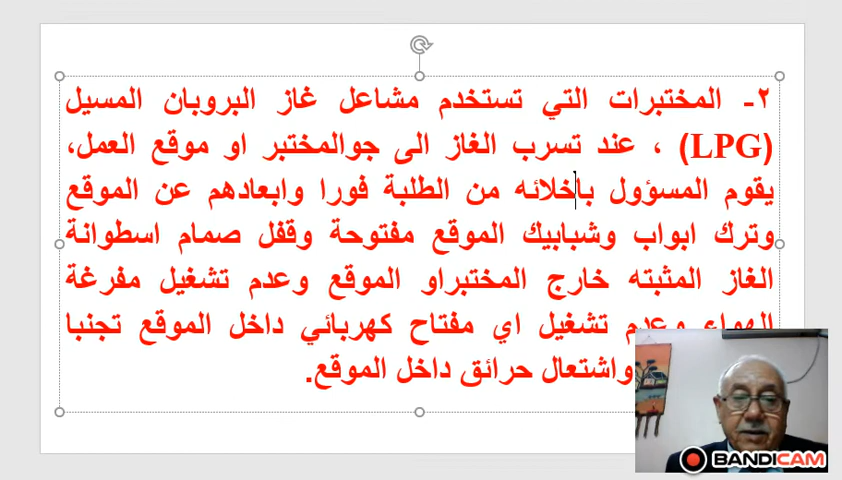 ٢- المختبرات التي تستخدم مشاعل غاز البروبان المسيل
(LPG) ، عند تسرب الغاز الى جوالمختبر او موقع العمل،
يقوم المسؤول باخلائه من الطلبة فورا وابعادهم عن الموقع
وترك ابواب وشبابيك الموقع مفتوحة وقفل صمام اسطوانة
الغاز المثبته خارج المختبراو الموقع وعدم تشغيل مفرغة
الهواء وعدم تشغيل اي مفتاح كهربائي داخل الموقع تجنبا
واشتعال حرائق داخل الموقع.
BANDICAM